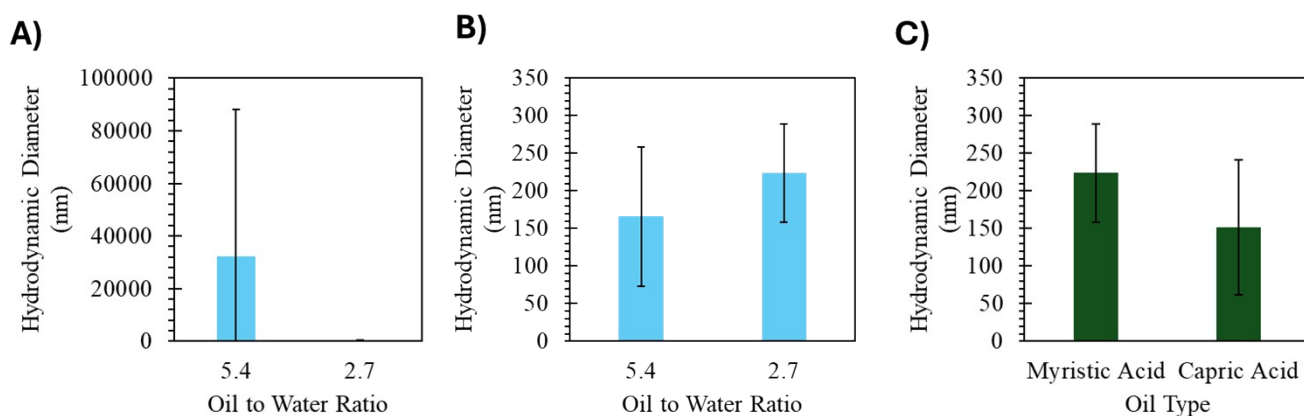 A)
Hydrodynamic Diameter
(nm)
100000
80000
60000
40000
20000
0
5.4 2.7
Oil to Water Ratio
B)
Hydrodynamic Diameter
(nm)
350
300
250
200
150
100
50
0
5.4 2.7
Oil to Water Ratio
C)
Hydrodynamic Diameter
(nm)
350
300
250
200
150
100
50
0
Myristic Acid Capric Acid
Oil Type